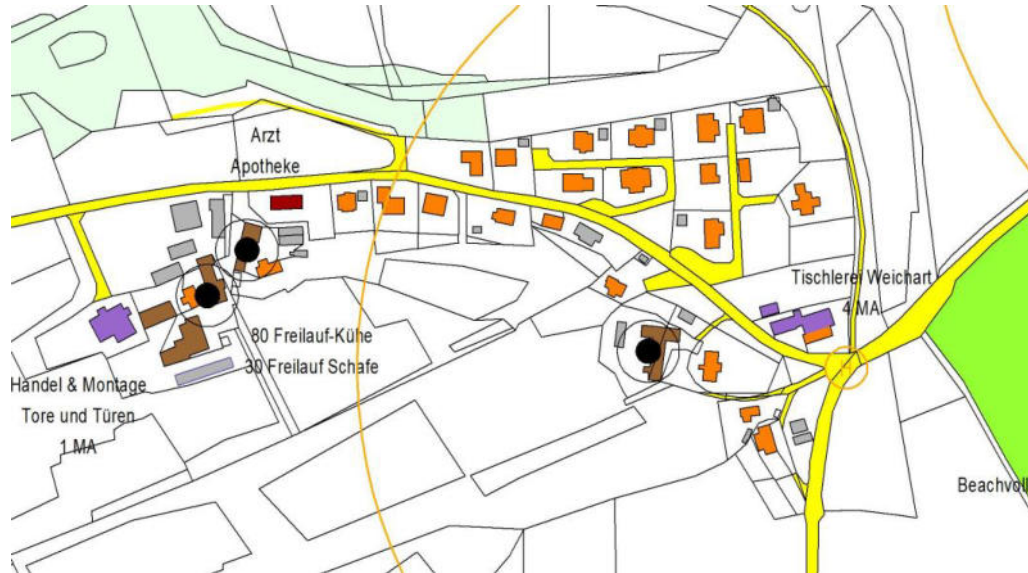 Arzt
Apotheke
Tischlerei Weichart
4 MA
80 Freilauf-Kühe
30 Freilauf Schafe
Handel & Montage
Tore und Türen
1 MA
H
Beachvoll